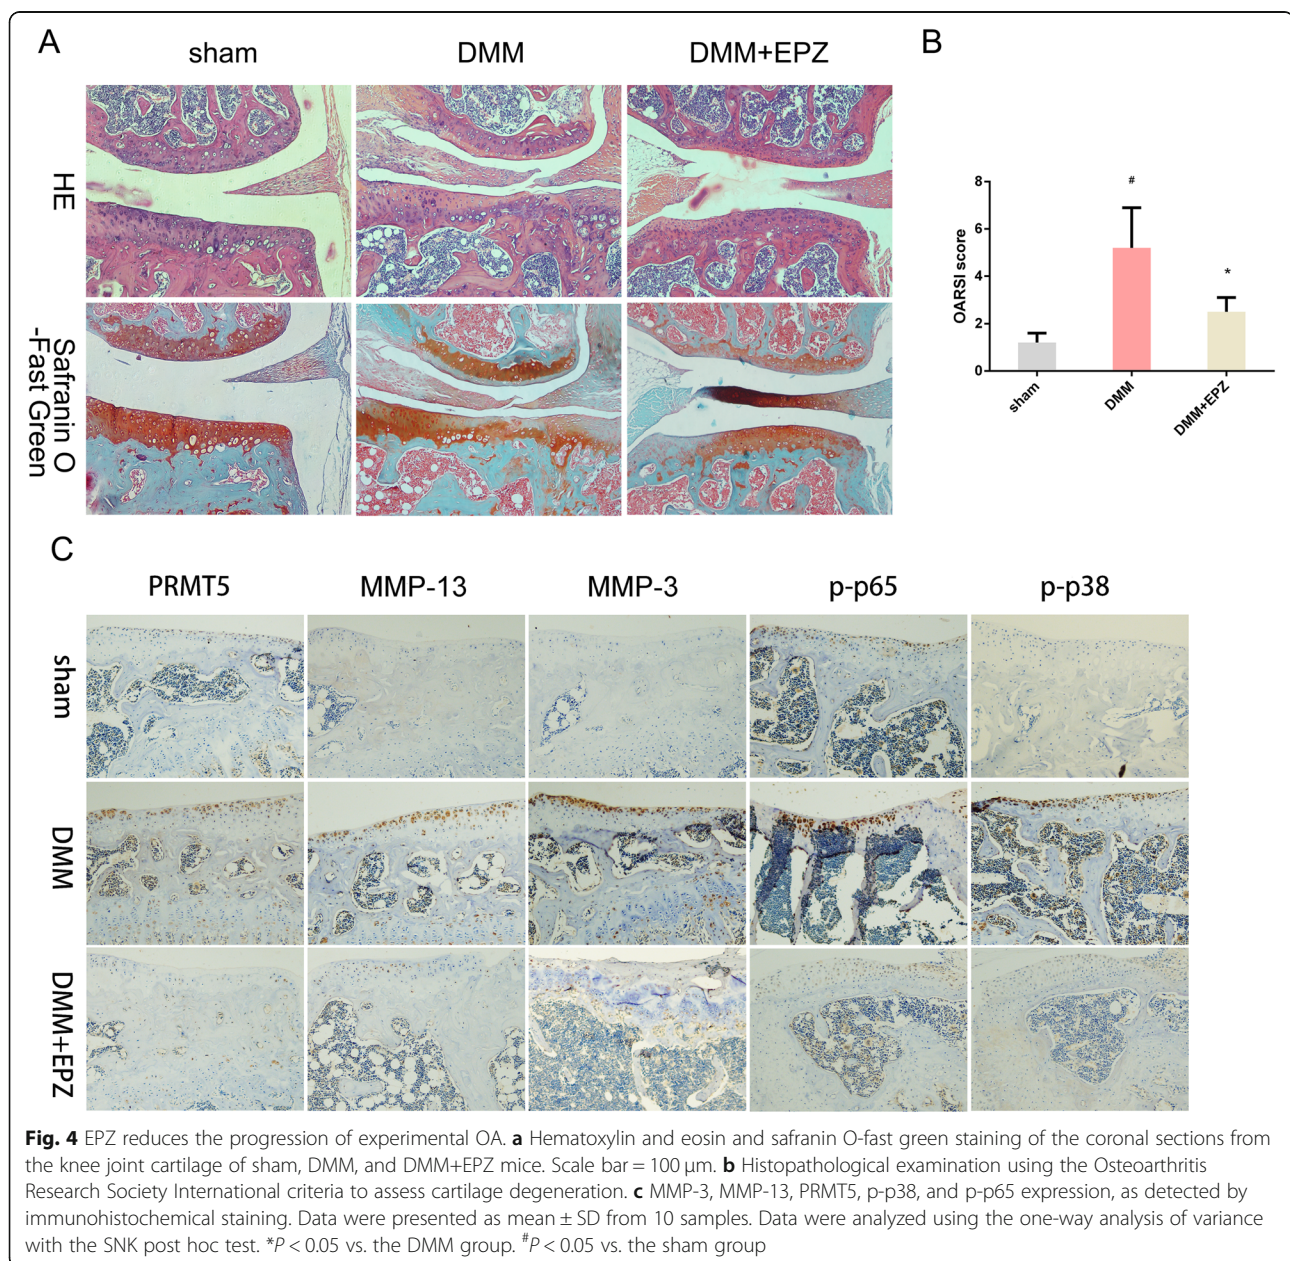 A
sham
DMM
DMM+EPZ
HE
Safranin O
-Fast Green
B
OARSI score
8
6
4
2
0
#
*
sham
DMM
DMM+EPZ
C
PRMT5
MMP-13
MMP-3
p-p65
p-p38
sham
DMM
DMM+EPZ
Fig. 4 EPZ reduces the progression of experimental OA. a Hematoxylin and eosin and safranin O-fast green staining of the coronal sections from
the knee joint cartilage of sham, DMM, and DMM+EPZ mice. Scale bar = 100 μm. b Histopathological examination using the Osteoarthritis
Research Society International criteria to assess cartilage degeneration. c MMP-3, MMP-13, PRMT5, p-p38, and p-p65 expression, as detected by
immunohistochemical staining. Data were presented as mean ± SD from 10 samples. Data were analyzed using the one-way analysis of variance
with the SNK post hoc test. *P < 0.05 vs. the DMM group. #P < 0.05 vs. the sham group